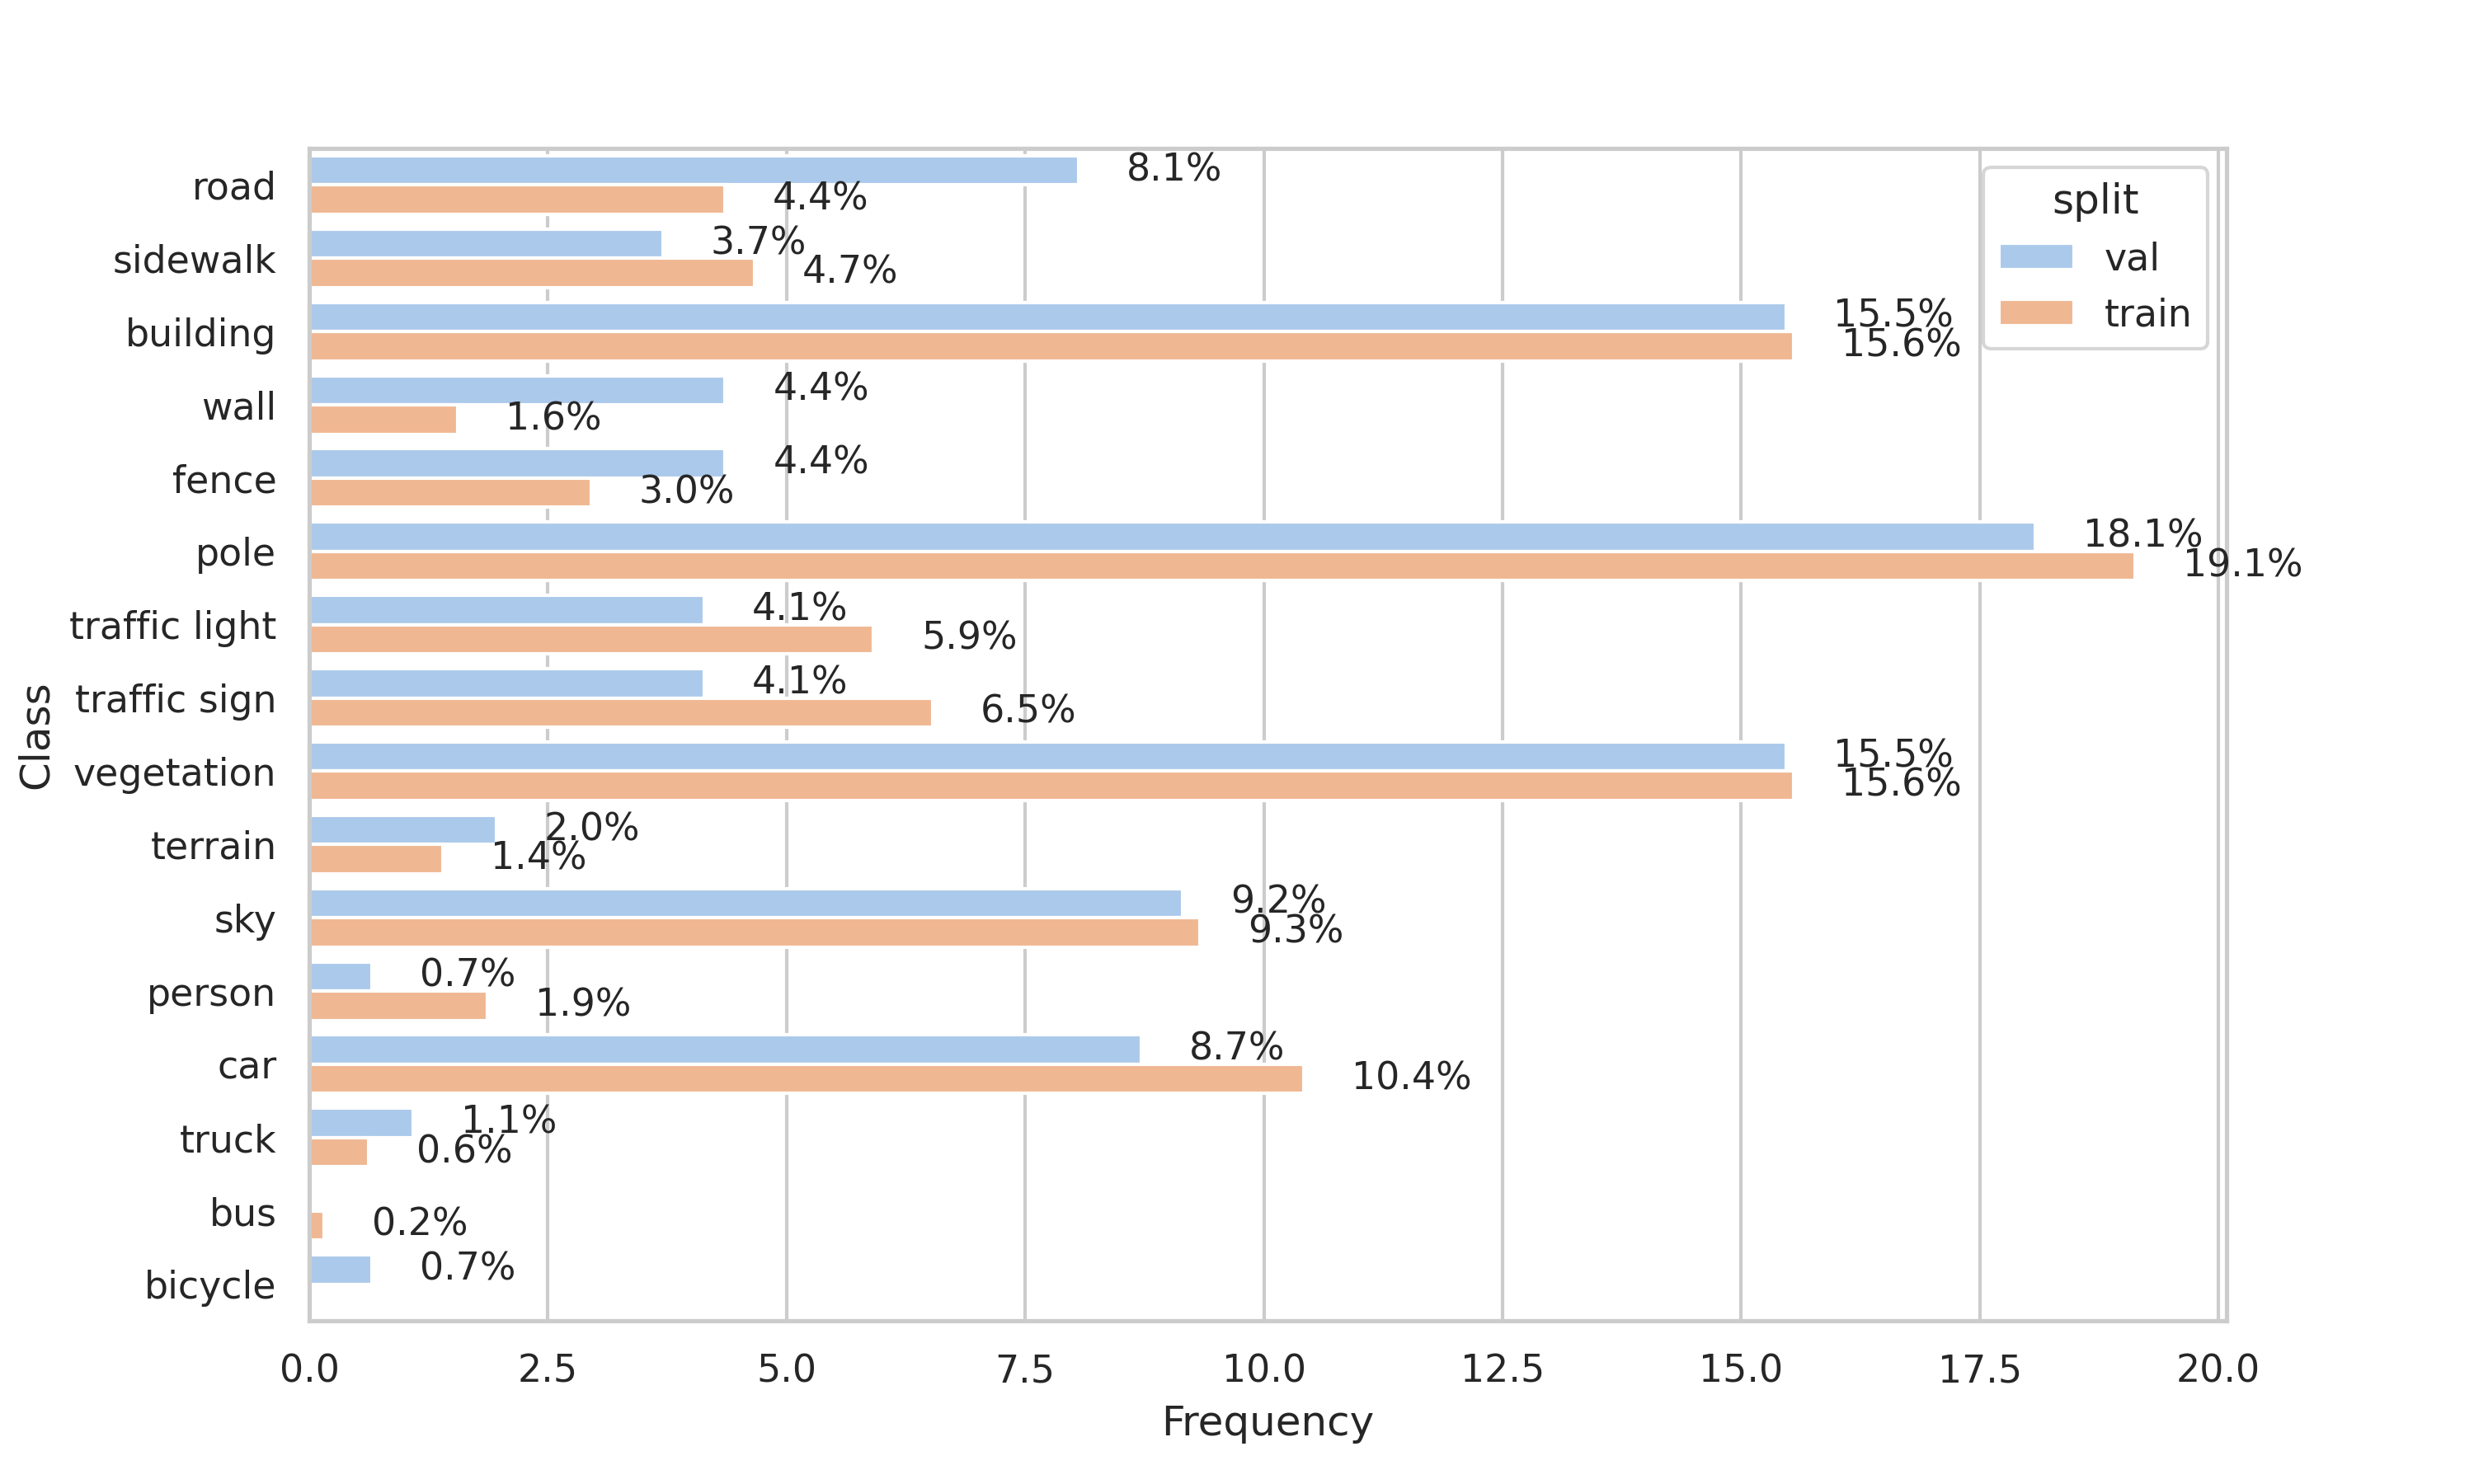 split
val
train
road 8.1%
4.4%
sidewalk 3.7%
4.7%
building 15.5%
15.6%
wall 4.4%
1.6%
fence 4.4%
3.0%
pole 18.1%
19.1%
traffic light 4.1%
5.9%
traffic sign 4.1%
6.5%
vegetation 15.5%
15.6%
terrain 2.0%
1.4%
sky 9.2%
9.3%
person 0.7%
1.9%
car 8.7%
10.4%
truck 1.1%
0.6%
bus 0.2%
bicycle 0.7%
Class
0.0 2.5 5.0 7.5 10.0 12.5 15.0 17.5 20.0
Frequency